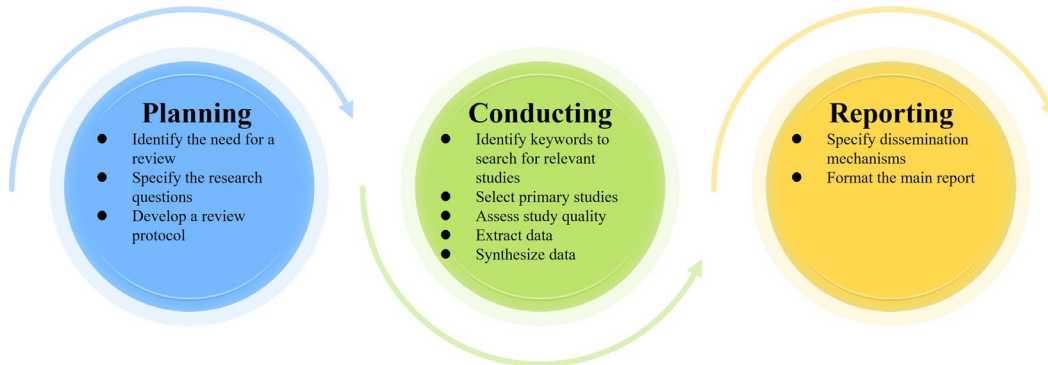 Planning
● Identify the need for a
review
● Specify the research
questions
● Develop a review
protocol
Conducting
● Identify keywords to
search for relevant
studies
● Select primary studies
● Assess study quality
● Extract data
● Synthesize data
Reporting
● Specify dissemination
mechanisms
● Format the main report